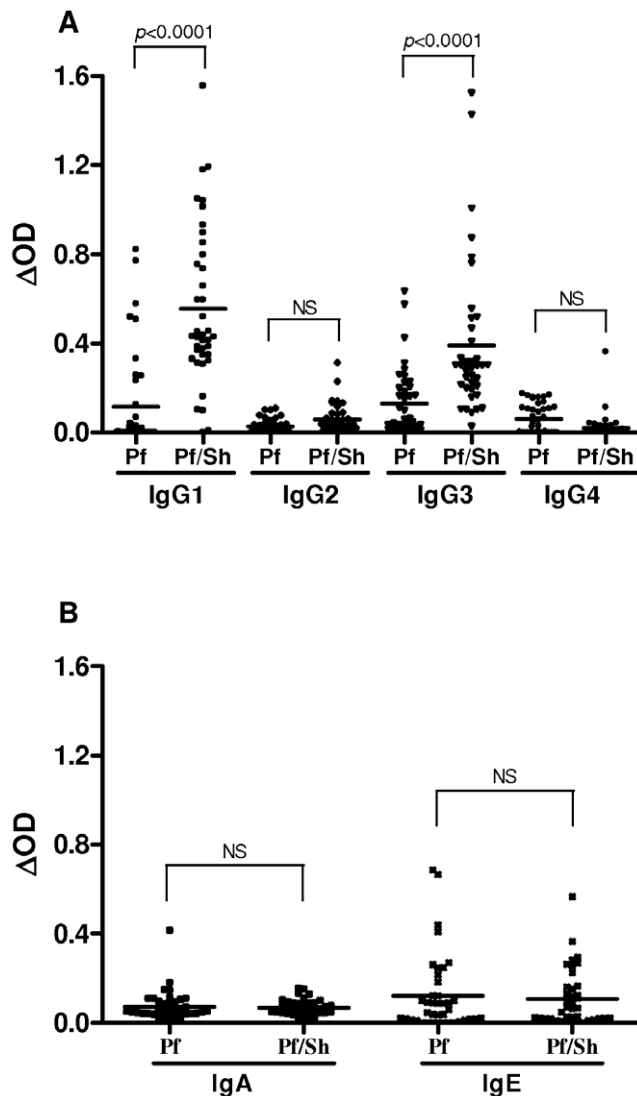 A
p<0.0001
p<0.0001
1.6
1.2
0.8
0.4
0.0
ΔOD
NS
NS
Pf Pf/Sh Pf Pf/Sh Pf Pf/Sh Pf Pf/Sh
IgG1 IgG2 IgG3 IgG4
B
1.6
1.2
0.8
0.4
0.0
ΔOD
NS
NS
Pf Pf/Sh Pf Pf/Sh
IgA IgE